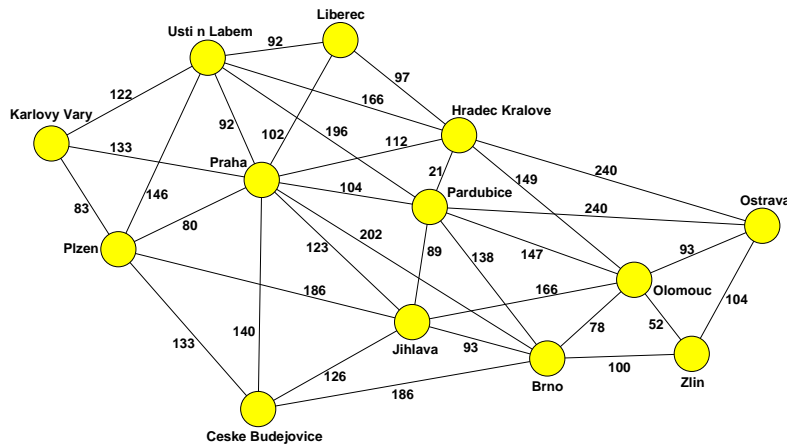 Liberec
Usti n Labem
92
97
122
166
Hradec Kralove
Karlovy Vary
92
102
196
112
133
Praha
21
149
240
Pardubice
Ostrava
83
146
80
104
240
123
202
89
138
147
93
Plzen
186
166
Olomouc
104
140
78
52
133
Jihlava
93
126
186
Brno
100
Zlin
Ceske Budejovice